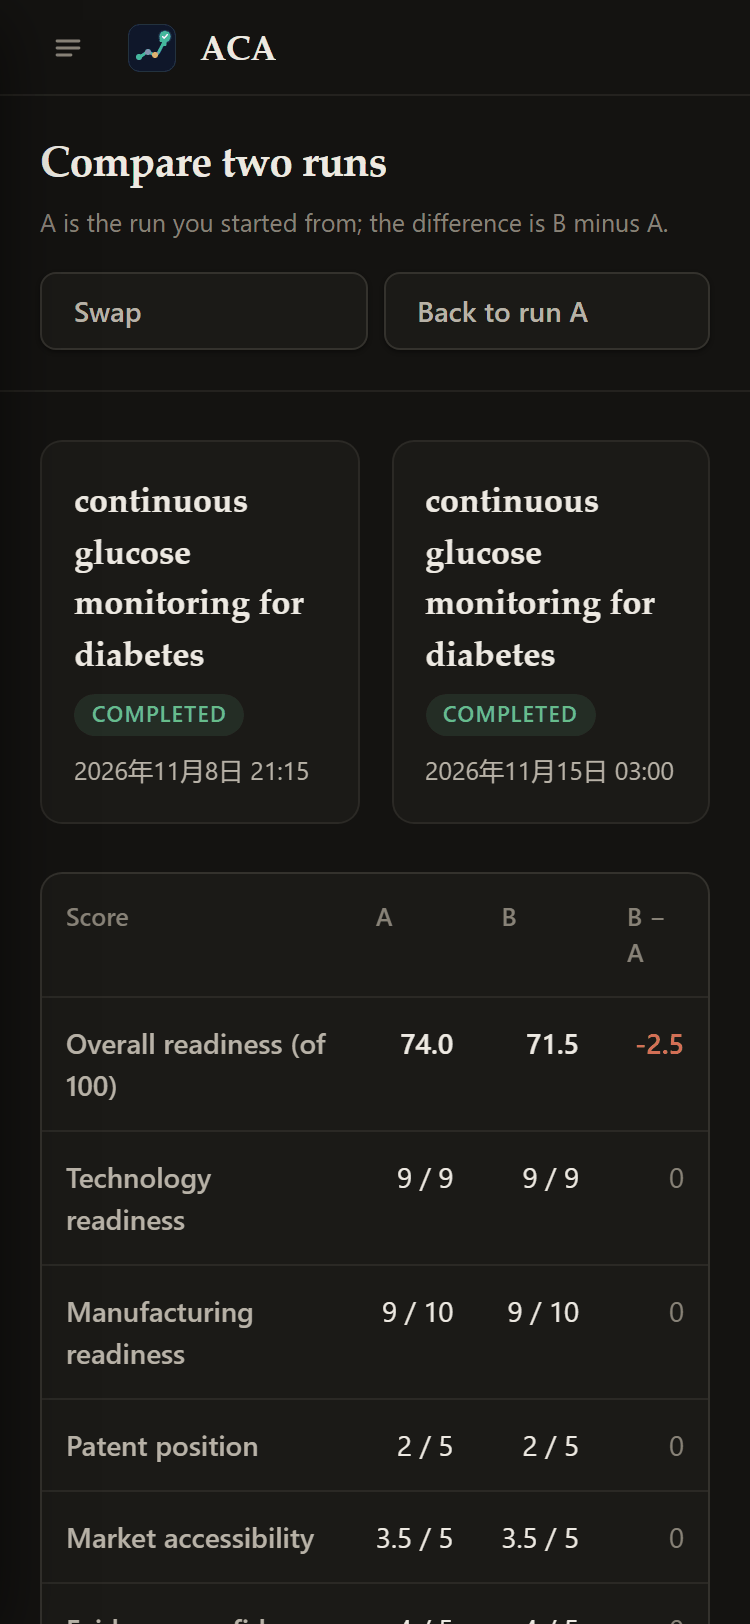 ACA
Compare two runs
A is the run you started from; the difference is B minus A.
Swap
Back to run A
continuous
glucose
monitoring for
diabetes
COMPLETED
2026年11月8日 21:15
continuous
glucose
monitoring for
diabetes
COMPLETED
2026年11月15日 03:00
Score A B B –
A
Overall readiness (of 74.0 71.5 -2.5
100)
Technology 9 / 9 9 / 9 0
readiness
Manufacturing 9 / 10 9 / 10 0
readiness
Patent position 2 / 5 2 / 5 0
Market accessibility 3.5 / 5 3.5 / 5 0